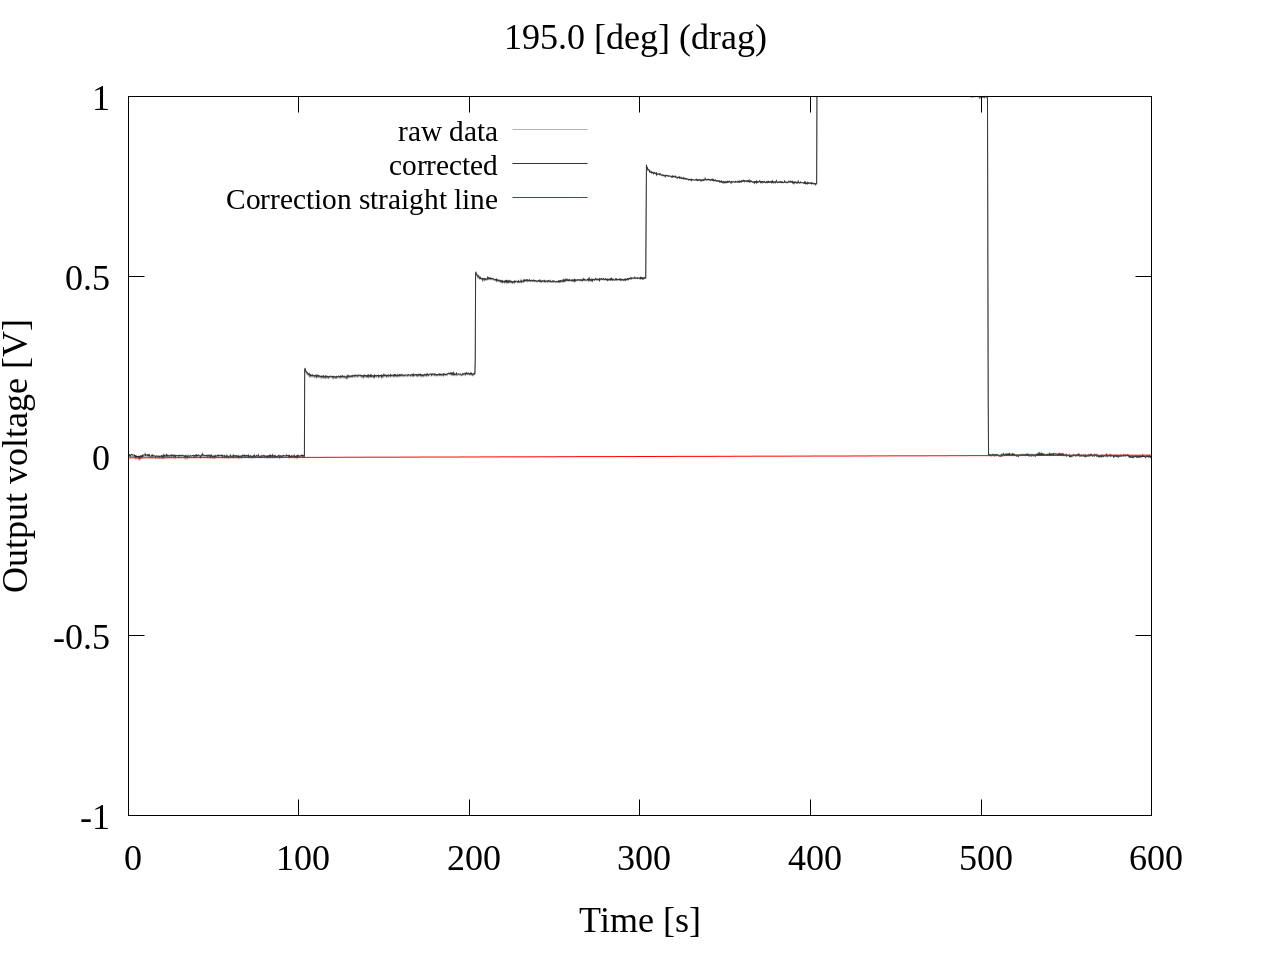 195.0 [deg] (drag)
1
raw data
corrected
Correction straight line
0.5
0
-0.5
-1
Output voltage [V]
0 100 200 300 400 500 600
Time [s]